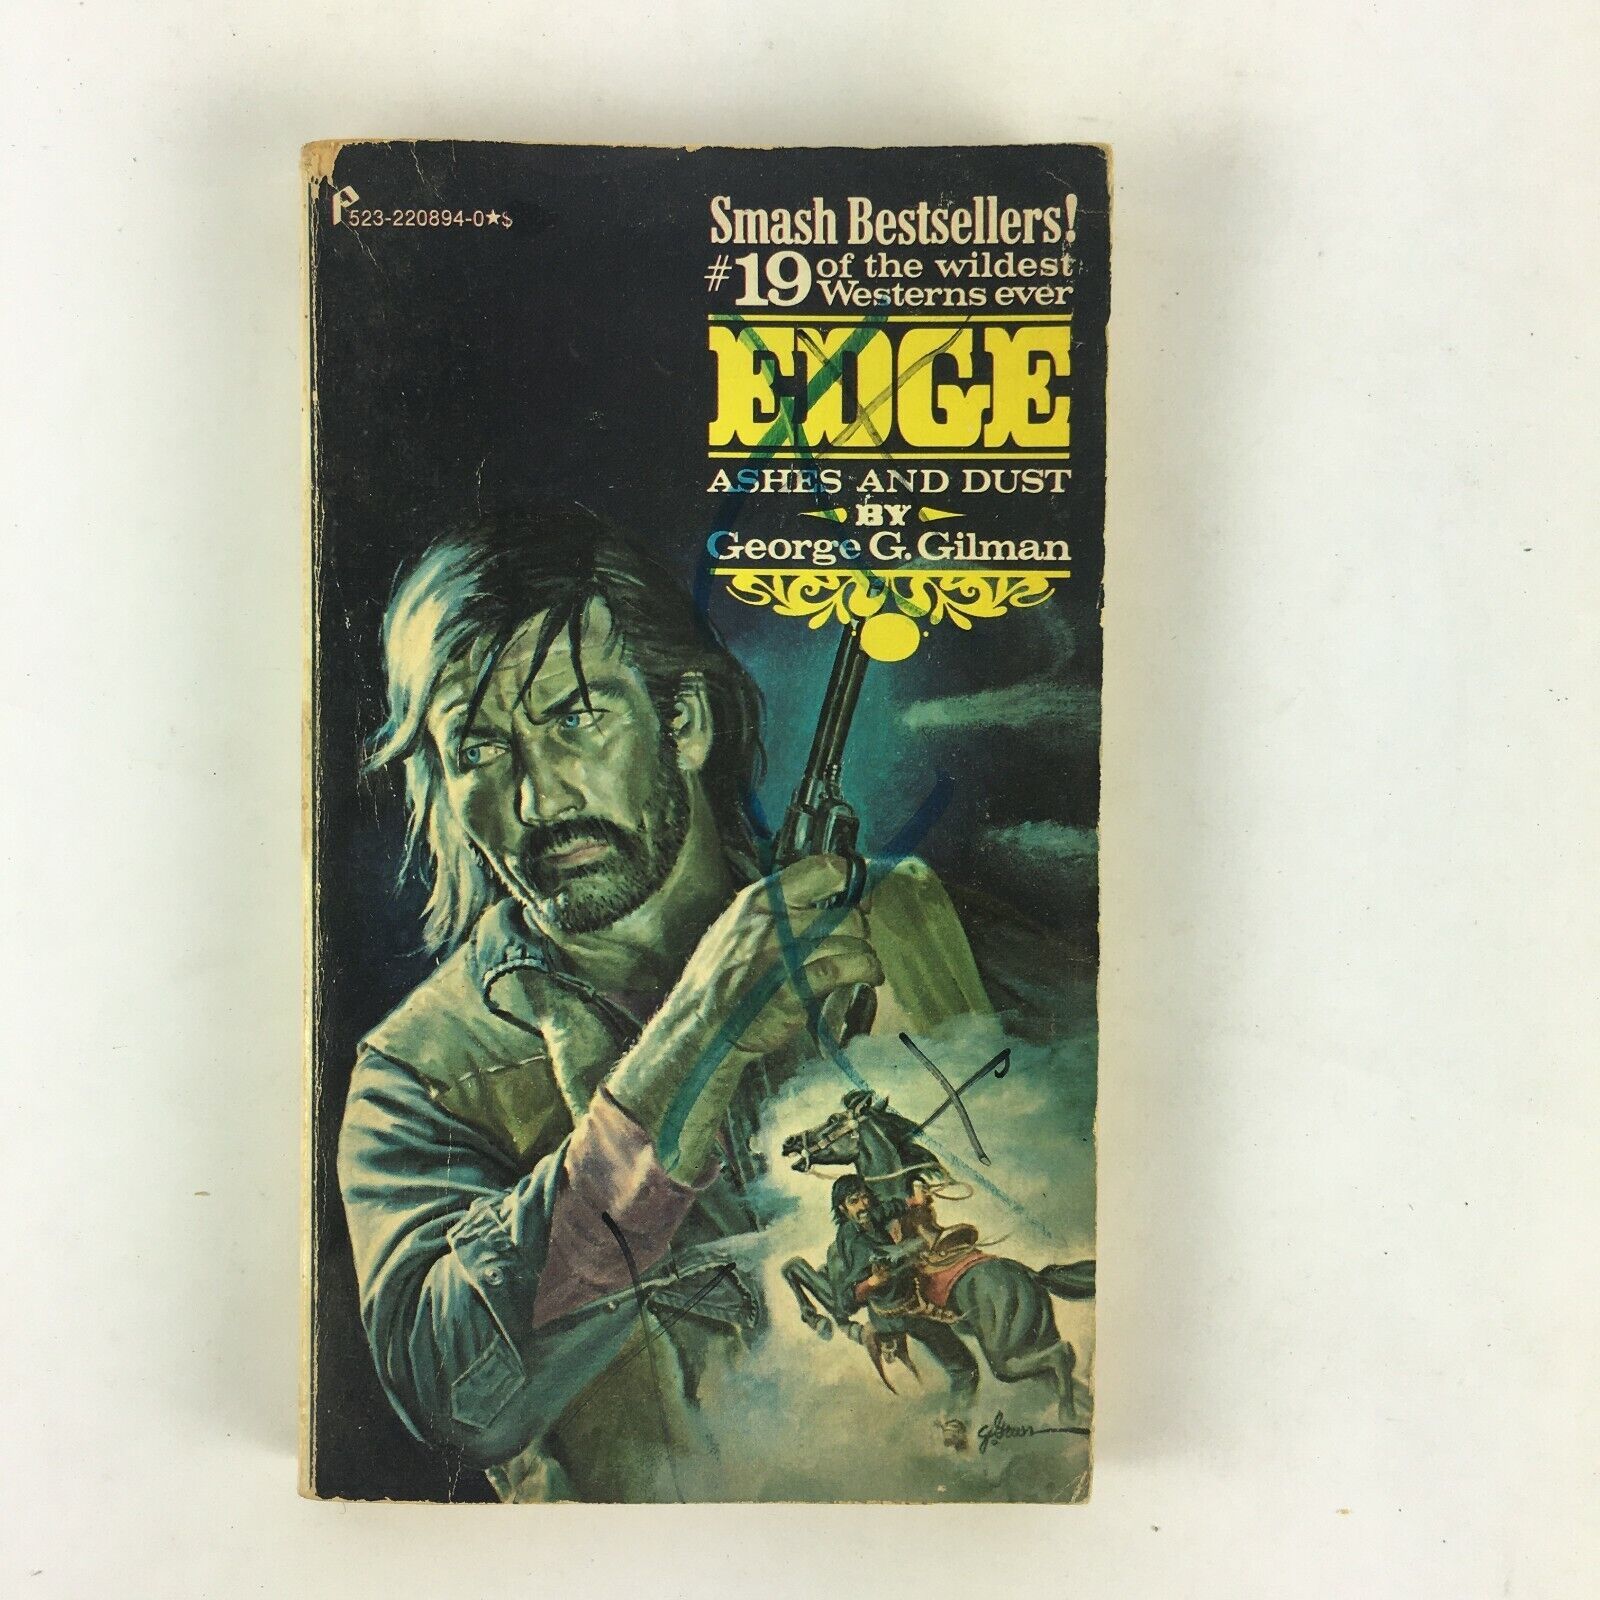 523-220894-0★$
Smash Bestsellers!
#19 of the wildest
Westerns ever
EDGE
ASHES AND DUST
BY
George G. Gilman